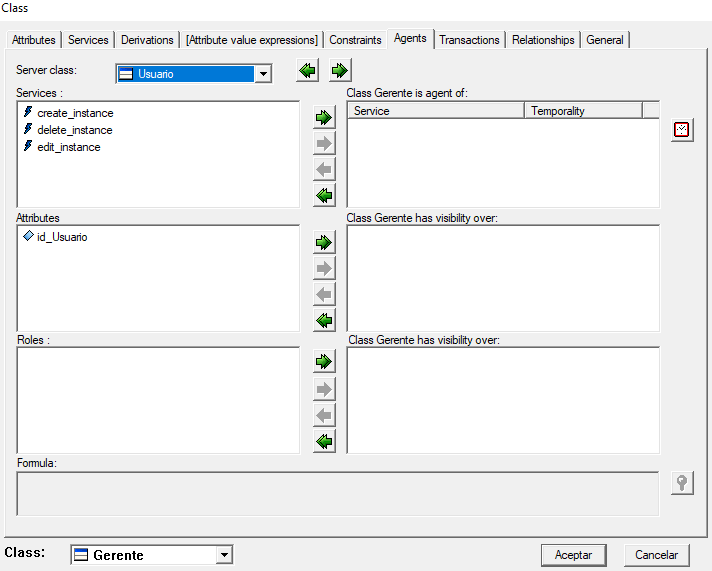 Class
Attributes Services Derivations [Attribute value expressions] Constraints Agents Transactions Relationships General
Server class: Usuario
Services : Class Gerente is agent of:
create_instance Service Temporality
delete_instance
edit_instance
Attributes Class Gerente has visibility over:
id_Usuario
Roles : Class Gerente has visibility over:
Formula:
Class: Gerente Aceptar Cancelar